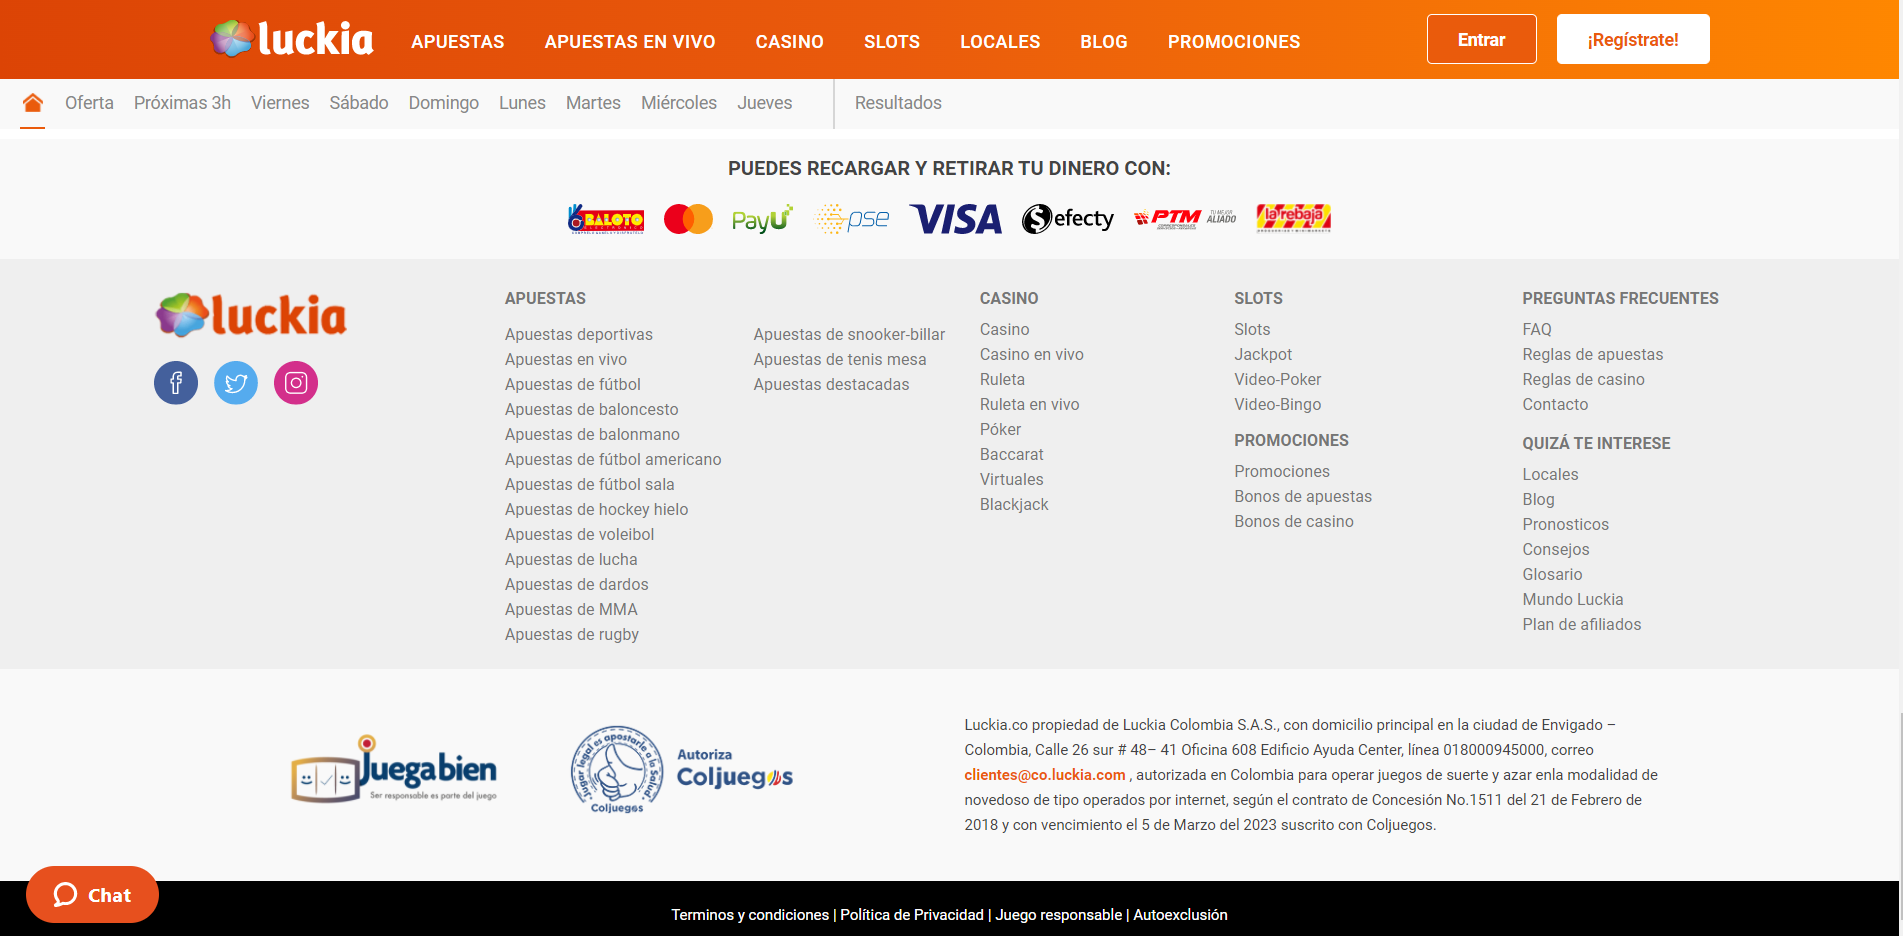 luckia APUESTAS APUESTAS EN VIVO CASINO SLOTS LOCALES BLOG PROMOCIONES Entrar ¡Regístrate!
Oferta Próximas 3h Viernes Sábado Domingo Lunes Martes Miércoles Jueves Resultados
PUEDES RECARGAR Y RETIRAR TU DINERO CON:
BALOTO PayU pse VISA efecty PTM TU MEJOR ALIADO la rebaja
luckia
APUESTAS
Apuestas deportivas
Apuestas en vivo
Apuestas de fútbol
Apuestas de baloncesto
Apuestas de balonmano
Apuestas de fútbol americano
Apuestas de fútbol sala
Apuestas de hockey hielo
Apuestas de voleibol
Apuestas de lucha
Apuestas de dardos
Apuestas de MMA
Apuestas de rugby
Apuestas de snooker-billar
Apuestas de tenis mesa
Apuestas destacadas
CASINO
Casino
Casino en vivo
Ruleta
Ruleta en vivo
Póker
Baccarat
Virtuales
Blackjack
SLOTS
Slots
Jackpot
Video-Poker
Video-Bingo
PROMOCIONES
Promociones
Bonos de apuestas
Bonos de casino
PREGUNTAS FRECUENTES
FAQ
Reglas de apuestas
Reglas de casino
Contacto
QUIZÁ TE INTERESE
Locales
Blog
Pronosticos
Consejos
Glosario
Mundo Luckia
Plan de afiliados
Juegabien
Ser responsable es parte del juego
Jugar legal es apostarle a la Salud
Coljuegos
Autoriza
Coljuegos
Luckia.co propiedad de Luckia Colombia S.A.S., con domicilio principal en la ciudad de Envigado –
Colombia, Calle 26 sur # 48– 41 Oficina 608 Edificio Ayuda Center, línea 018000945000, correo
clientes@co.luckia.com , autorizada en Colombia para operar juegos de suerte y azar enla modalidad de
novedoso de tipo operados por internet, según el contrato de Concesión No.1511 del 21 de Febrero de
2018 y con vencimiento el 5 de Marzo del 2023 suscrito con Coljuegos.
Chat
Terminos y condiciones | Política de Privacidad | Juego responsable | Autoexclusión